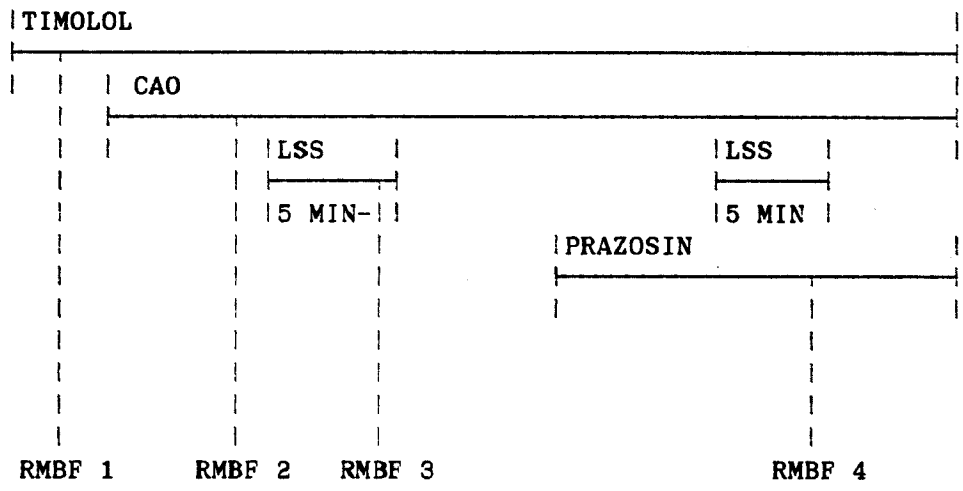 TIMOLOL
CAO
LSS LSS
5 MIN- 5 MIN
PRAZOSIN
RMBF 1 RMBF 2 RMBF 3 RMBF 4